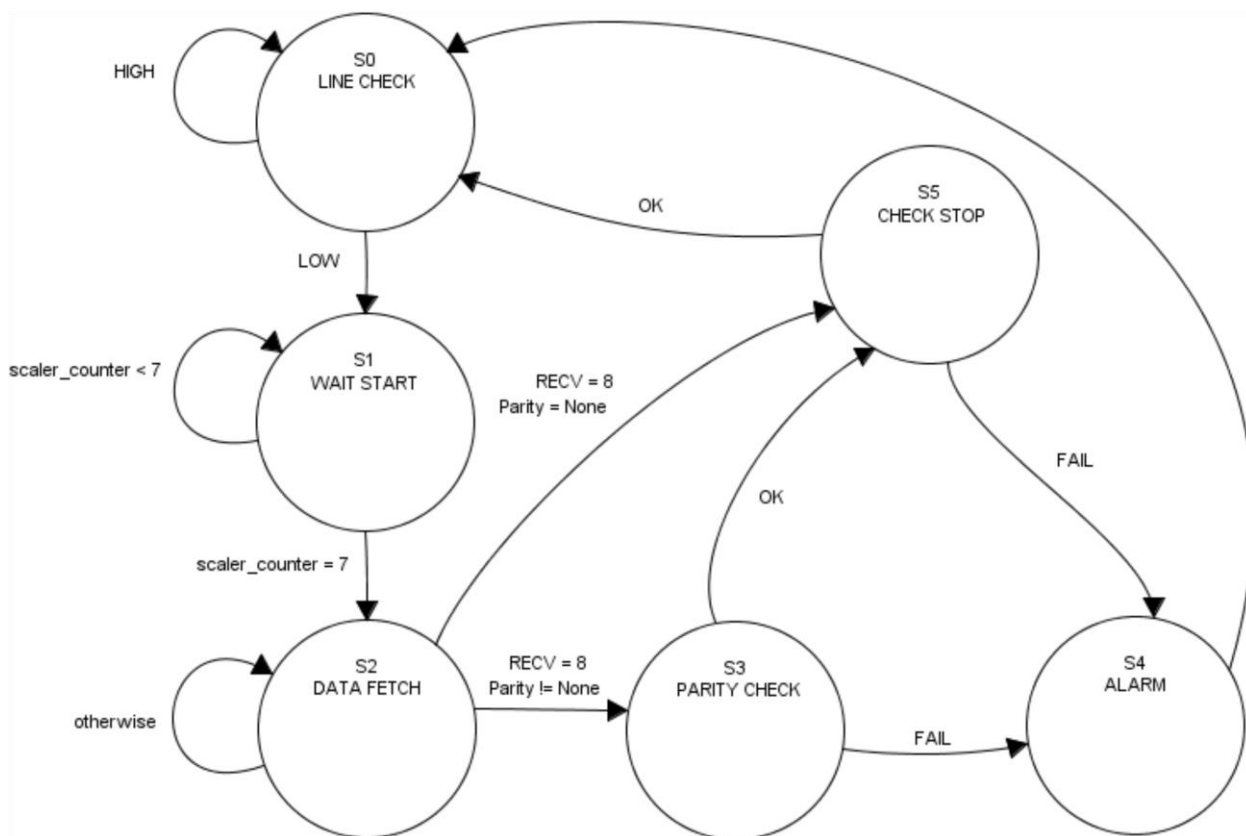 HIGH
S0
LINE CHECK
S5
CHECK STOP
OK
LOW
scaler_counter < 7
S1
WAIT START
RECV = 8
Parity = None
FAIL
OK
scaler_counter = 7
S2
DATA FETCH
RECV = 8
Parity != None
S3
PARITY CHECK
S4
ALARM
otherwise
FAIL